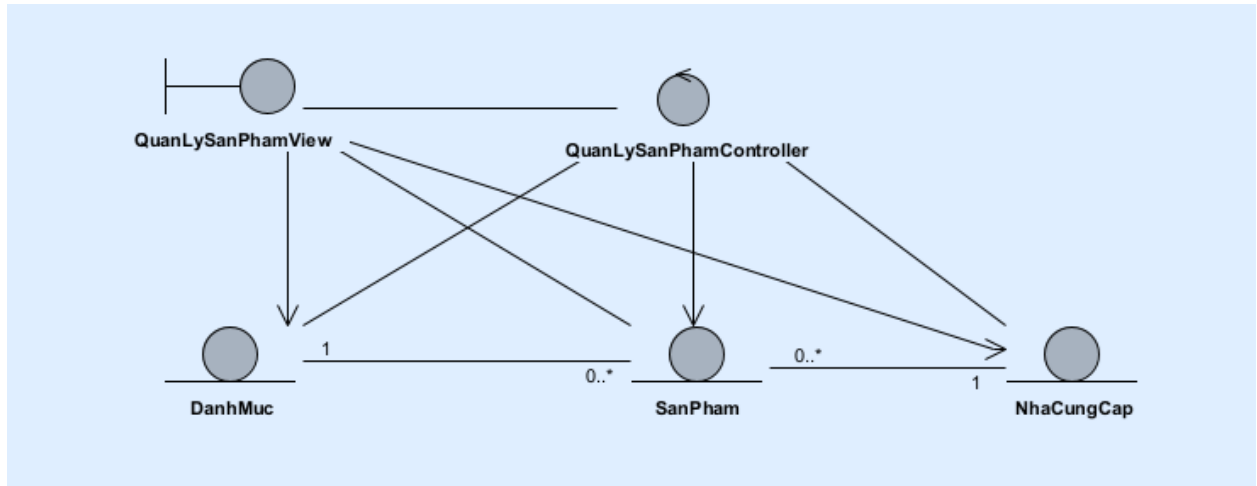 QuanLySanPhamView
QuanLySanPhamController
1
0..*
0..*
1
DanhMuc
SanPham
NhaCungCap